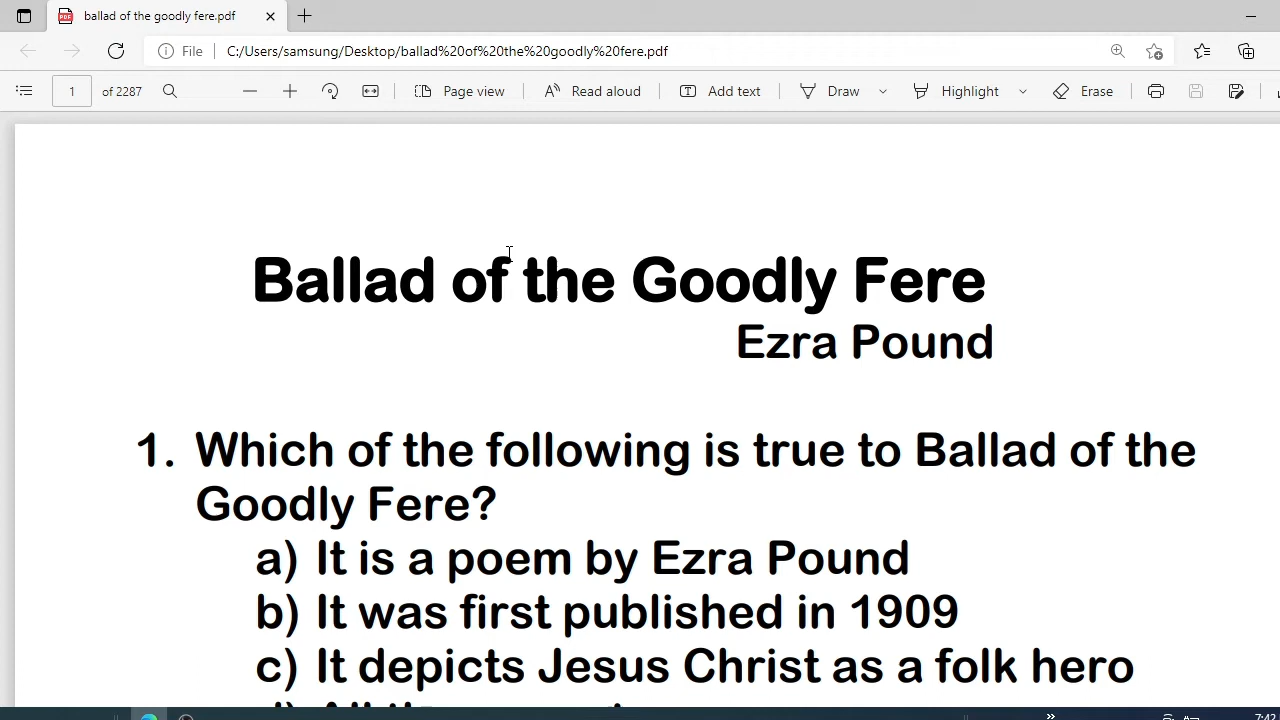 ballad of the goodly fere.pdf
File C:/Users/samsung/Desktop/ballad%20of%20the%20goodly%20fere.pdf
1 of 2287 Page view Read aloud Add text Draw Highlight Erase
Ballad of the Goodly Fere
Ezra Pound
1. Which of the following is true to Ballad of the
Goodly Fere?
a) It is a poem by Ezra Pound
b) It was first published in 1909
c) It depicts Jesus Christ as a folk hero